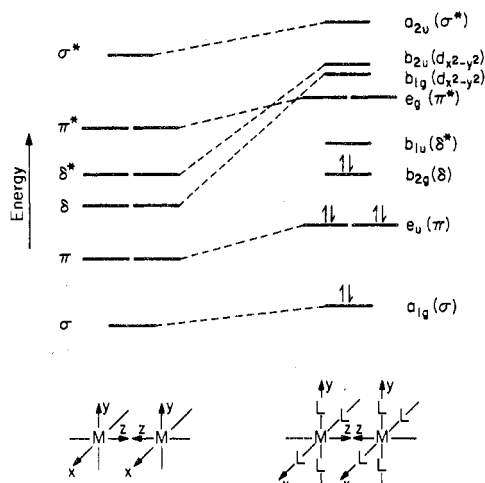 a₂ᵤ (σ*)
σ*
b₂ᵤ (dx²-y²)
b₁g (dx²-y²)
π*
eg (π*)
b₁ᵤ (δ*)
δ*
b₂g (δ)
δ
Energy
eᵤ (π)
π
a₁g (σ)
σ
y y
M z z M
x x
y y
L L
L L
M z z M
L L
L L
x x